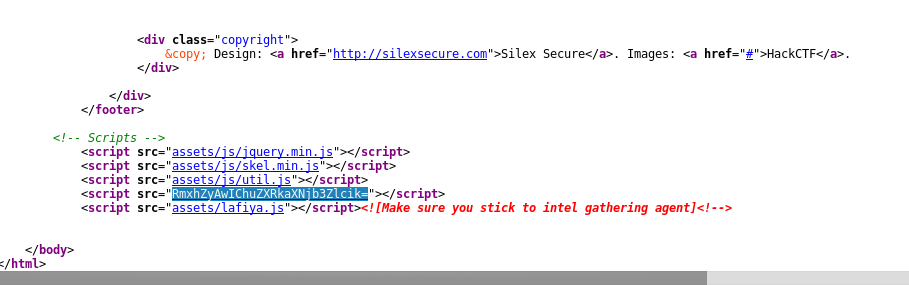 <div class="copyright">
&copy; Design: <a href="http://silexsecure.com">Silex Secure</a>. Images: <a href="#">HackCTF</a>.
</div>
</div>
</footer>
<!-- Scripts -->
<script src="assets/js/jquery.min.js"></script>
<script src="assets/js/skel.min.js"></script>
<script src="assets/js/util.js"></script>
<script src="RmxhZyAwIChuZXRkaXNjb3Zlcik="></script>
<script src="assets/lafiya.js"></script><![Make sure you stick to intel gathering agent]<!-->
</body>
</html>